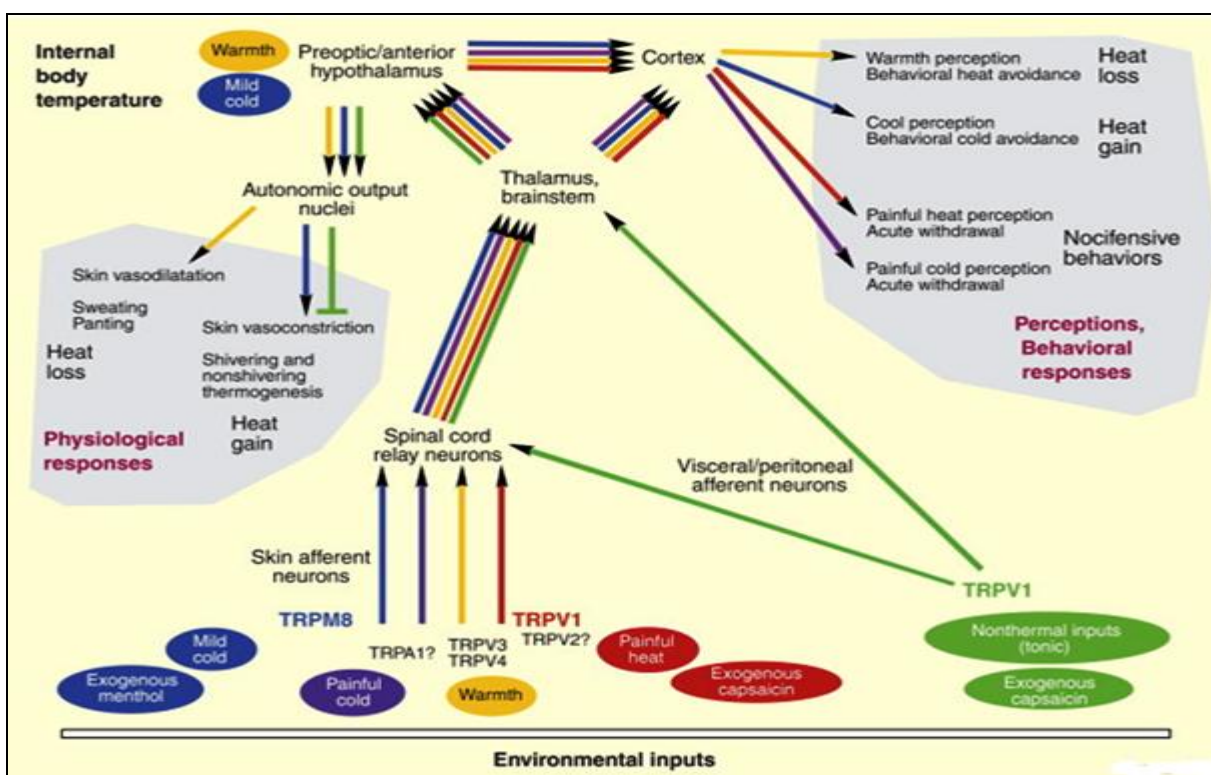 Internal
body
temperature
Warmth
Mild
cold
Preoptic/anterior
hypothalamus
Cortex
Warmth perception
Behavioral heat avoidance
Heat
loss
Cool perception
Behavioral cold avoidance
Heat
gain
Painful heat perception
Acute withdrawal
Painful cold perception
Acute withdrawal
Nocifensive
behaviors
Perceptions,
Behavioral
responses
Thalamus,
brainstem
Autonomic output
nuclei
Skin vasodilatation
Sweating
Panting
Heat
loss
Skin vasoconstriction
Shivering and
nonshivering
thermogenesis
Heat
gain
Physiological
responses
Spinal cord
relay neurons
Visceral/peritoneal
afferent neurons
Skin afferent
neurons
TRPM8
TRPA1?
TRPV3
TRPV4
TRPV1
TRPV2?
TRPV1
Mild
cold
Exogenous
menthol
Painful
cold
Warmth
Painful
heat
Exogenous
capsaicin
Nonthermal inputs
(tonic)
Exogenous
capsaicin
Environmental inputs